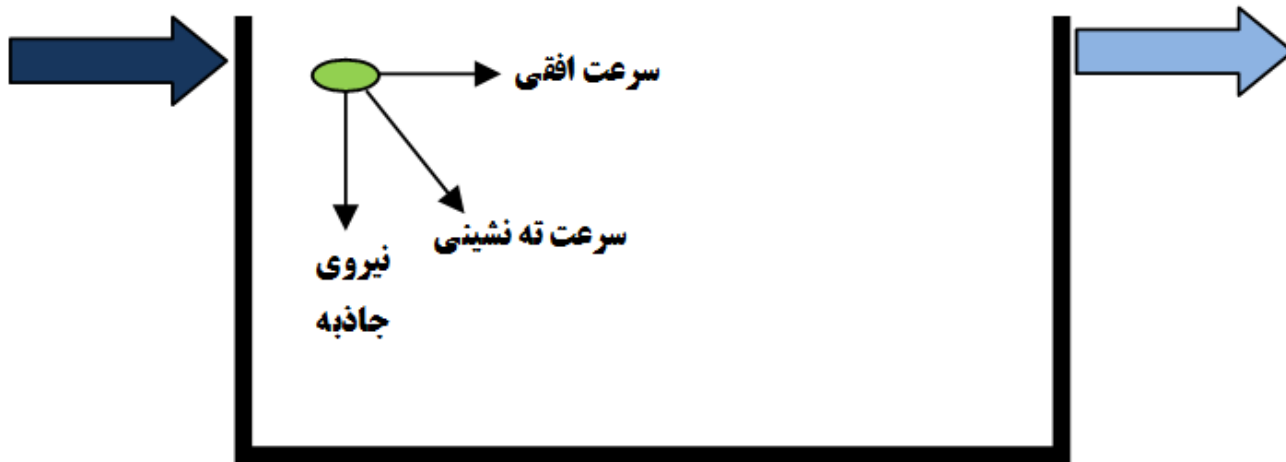 سرعت افقی
سرعت ته نشینی
نیروی
جاذبه